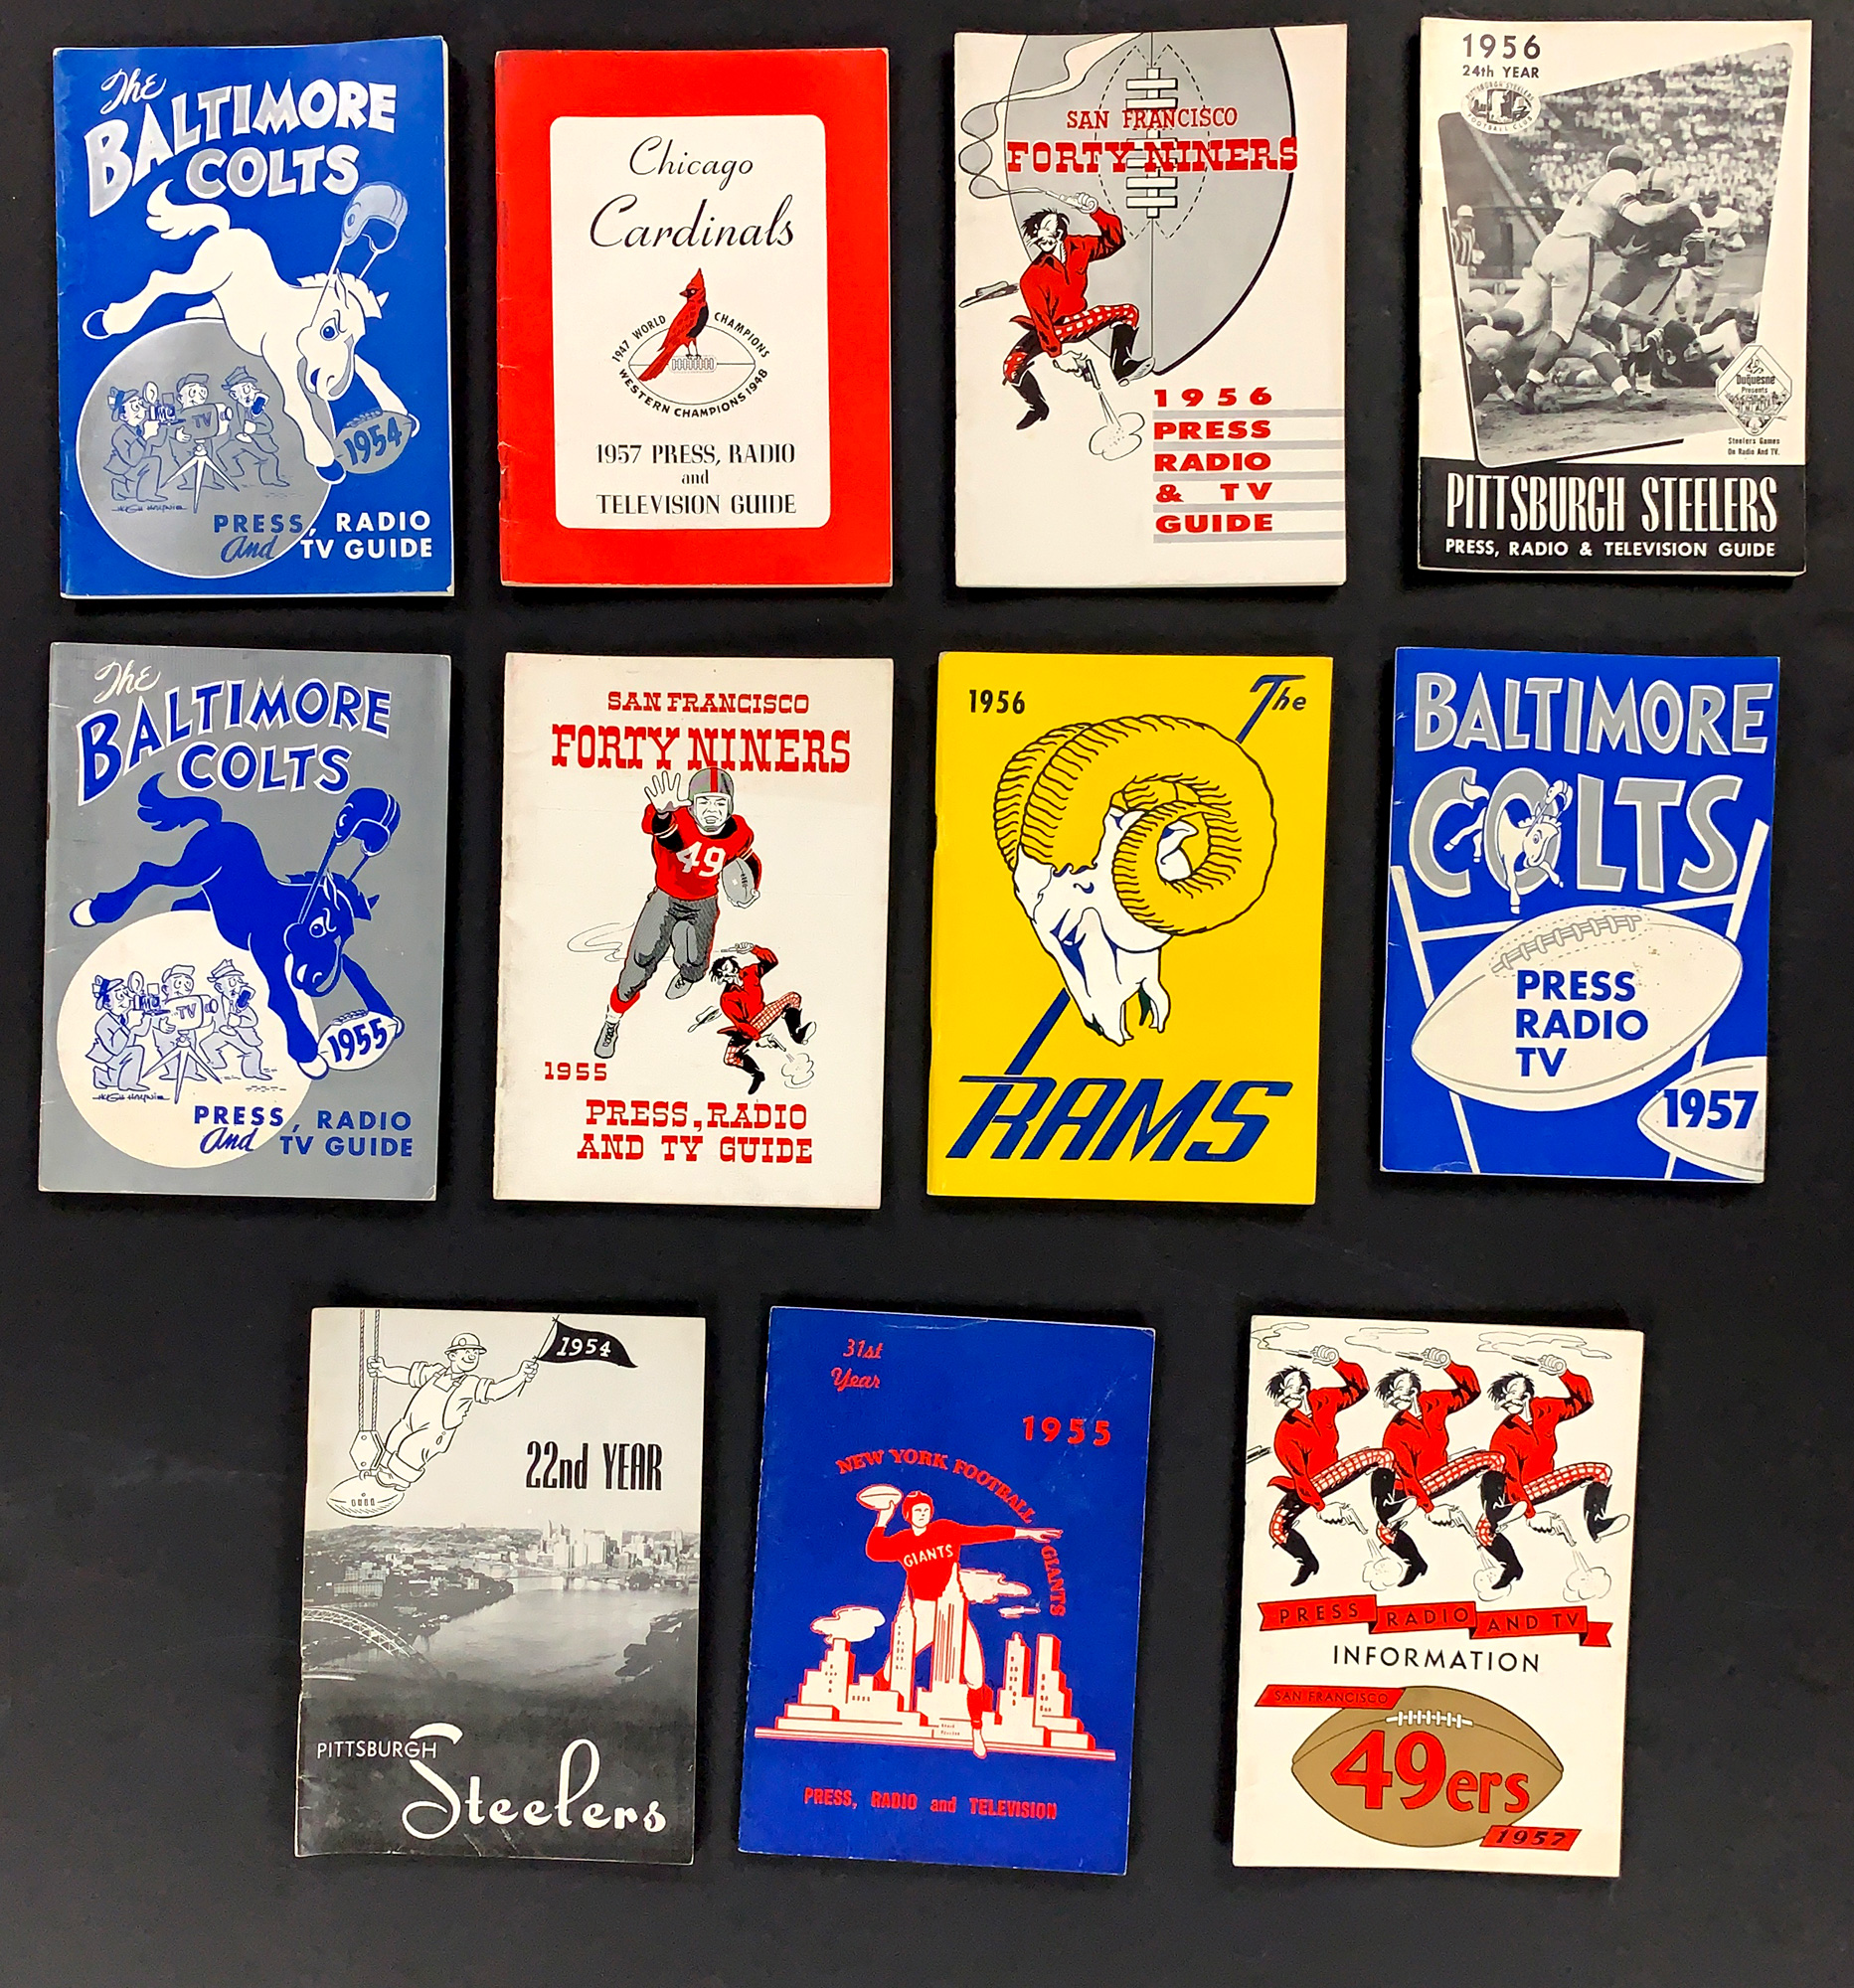 The
BALTIMORE
COLTS
TV
1954
PRESS, RADIO
And TV GUIDE
Chicago
Cardinals
1947 WORLD CHAMPIONS
WESTERN CHAMPIONS 1948
1957 PRESS, RADIO
and
TELEVISION GUIDE
SAN FRANCISCO
FORTY NINERS
1956
PRESS
RADIO
& TV
GUIDE
1956
24th YEAR
PITTSBURGH STEELERS
FOOTBALL CLUB
Duquesne
Presents
Steelers Games
On Radio And TV.
PITTSBURGH STEELERS
PRESS, RADIO & TELEVISION GUIDE
The
BALTIMORE
COLTS
TV
1955
PRESS, RADIO
And TV GUIDE
SAN FRANCISCO
FORTY NINERS
49
1955
PRESS, RADIO
AND TV GUIDE
1956
The
RAMS
BALTIMORE
COLTS
PRESS
RADIO
TV
1957
1954
22nd YEAR
PITTSBURGH
Steelers
31st
Year
1955
NEW YORK FOOTBALL GIANTS
GIANTS
PRESS, RADIO and TELEVISION
PRESS RADIO AND TV
INFORMATION
SAN FRANCISCO
49ers
1957